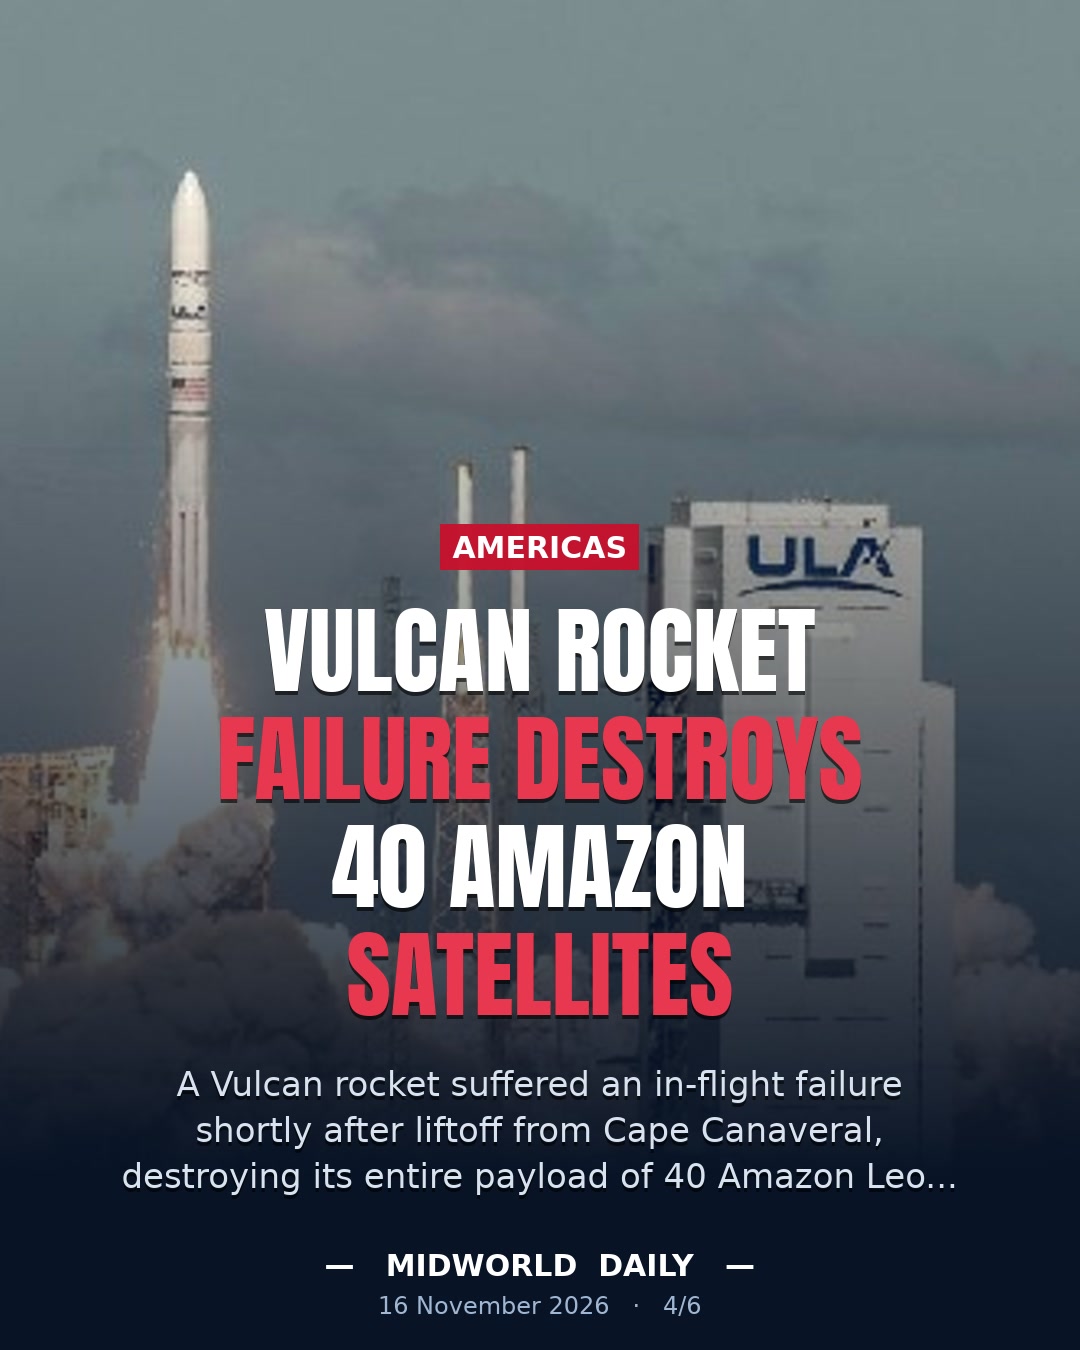 ULA
ULA
AMERICAS
VULCAN ROCKET
FAILURE DESTROYS
40 AMAZON
SATELLITES
A Vulcan rocket suffered an in-flight failure
shortly after liftoff from Cape Canaveral,
destroying its entire payload of 40 Amazon Leo...
— MIDWORLD DAILY —
16 November 2026 · 4/6